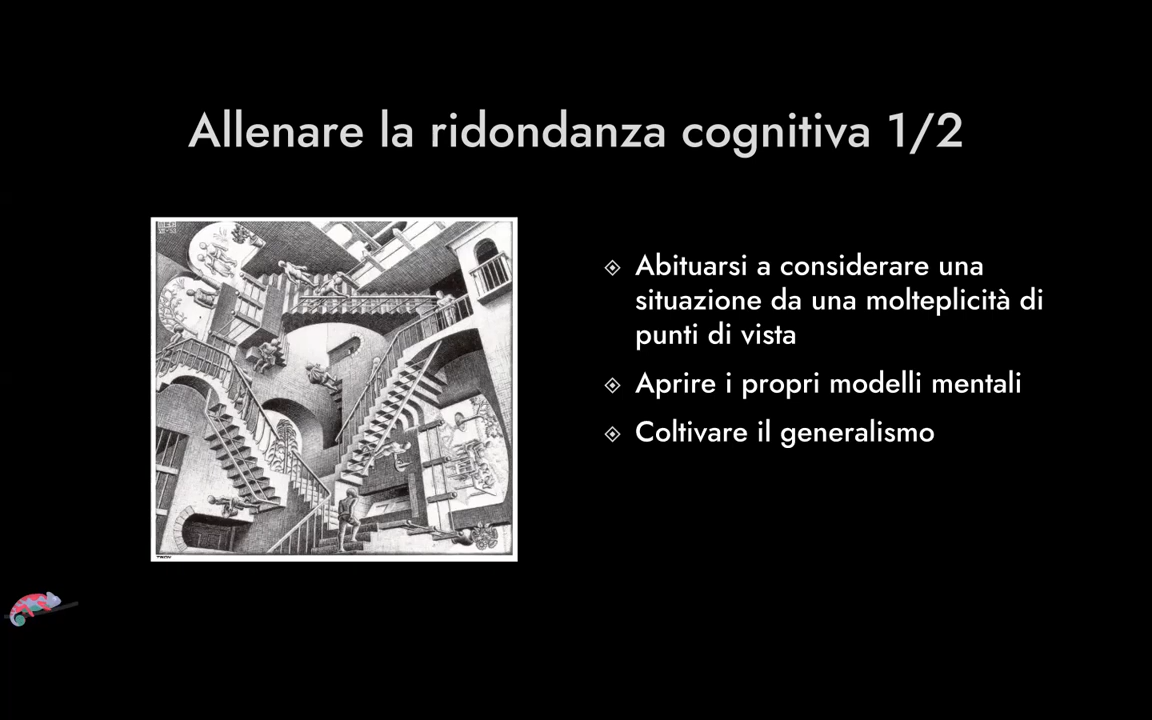 Allenare la ridondanza cognitiva 1/2
Abituarsi a considerare una
situazione da una molteplicità di
punti di vista
Aprire i propri modelli mentali
Coltivare il generalismo